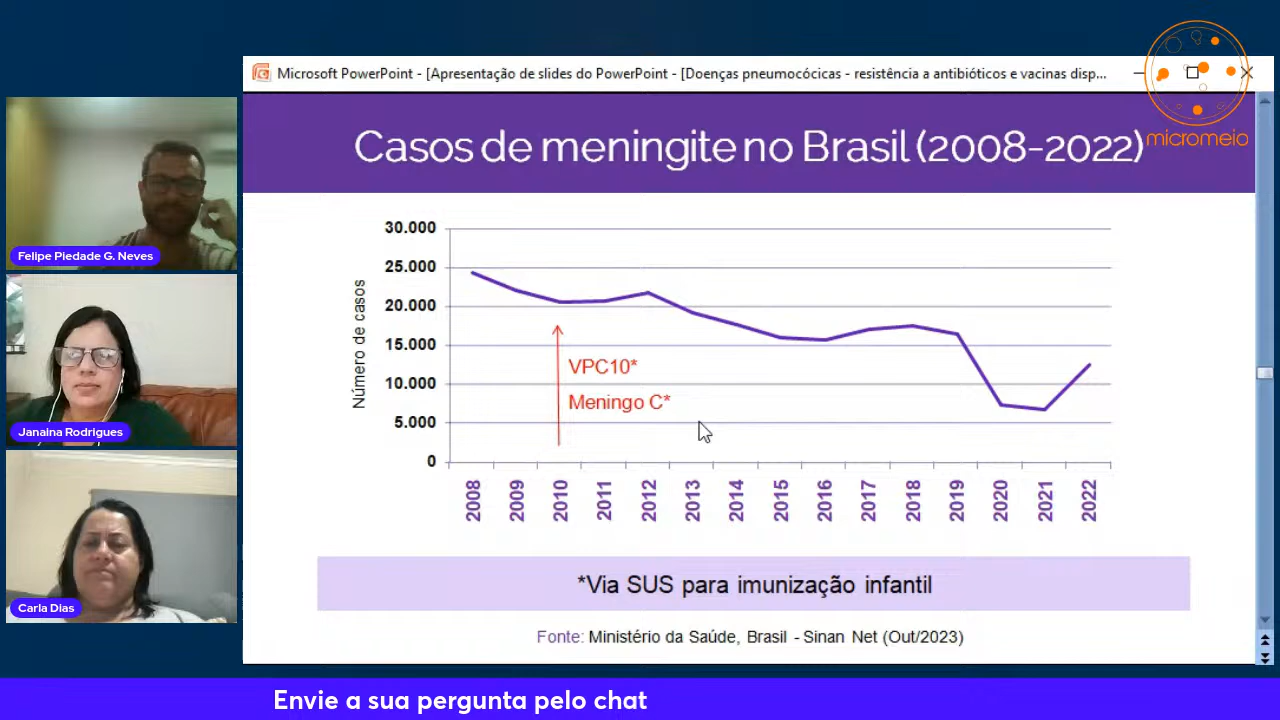 Microsoft PowerPoint - [Apresentação de slides do PowerPoint - [Doenças pneumocócicas - resistência a antibióticos e vacinas disp...
micromeio
Casos de meningite no Brasil (2008-2022)
Felipe Piedade G. Neves
Janaína Rodrigues
Carla Dias
Número de casos
30.000
25.000
20.000
15.000
10.000
5.000
0
VPC10*
Meningo C*
2008
2009
2010
2011
2012
2013
2014
2015
2016
2017
2018
2019
2020
2021
2022
*Via SUS para imunização infantil
Fonte: Ministério da Saúde, Brasil - Sinan Net (Out/2023)
Envie a sua pergunta pelo chat